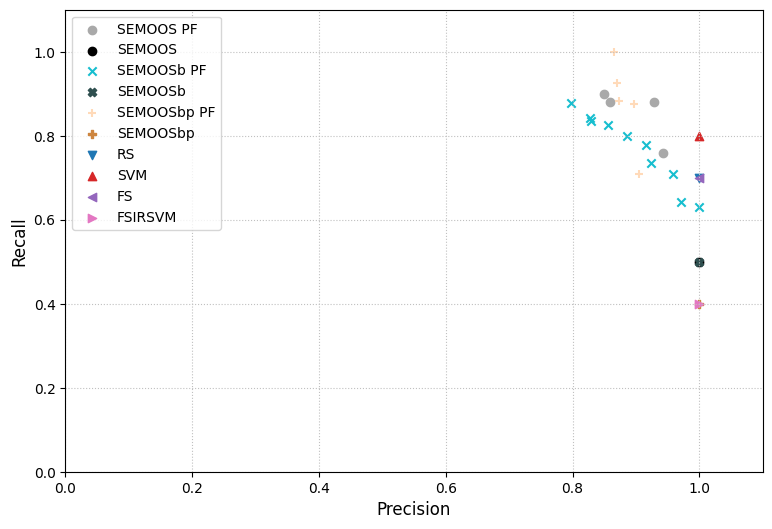 SEMOOS PF
SEMOOS
SEMOOSb PF
SEMOOSb
SEMOOSbp PF
SEMOOSbp
RS
SVM
FS
FSIRSVM
1.0
0.8
0.6
0.4
0.2
0.0
Recall
0.0 0.2 0.4 0.6 0.8 1.0
Precision